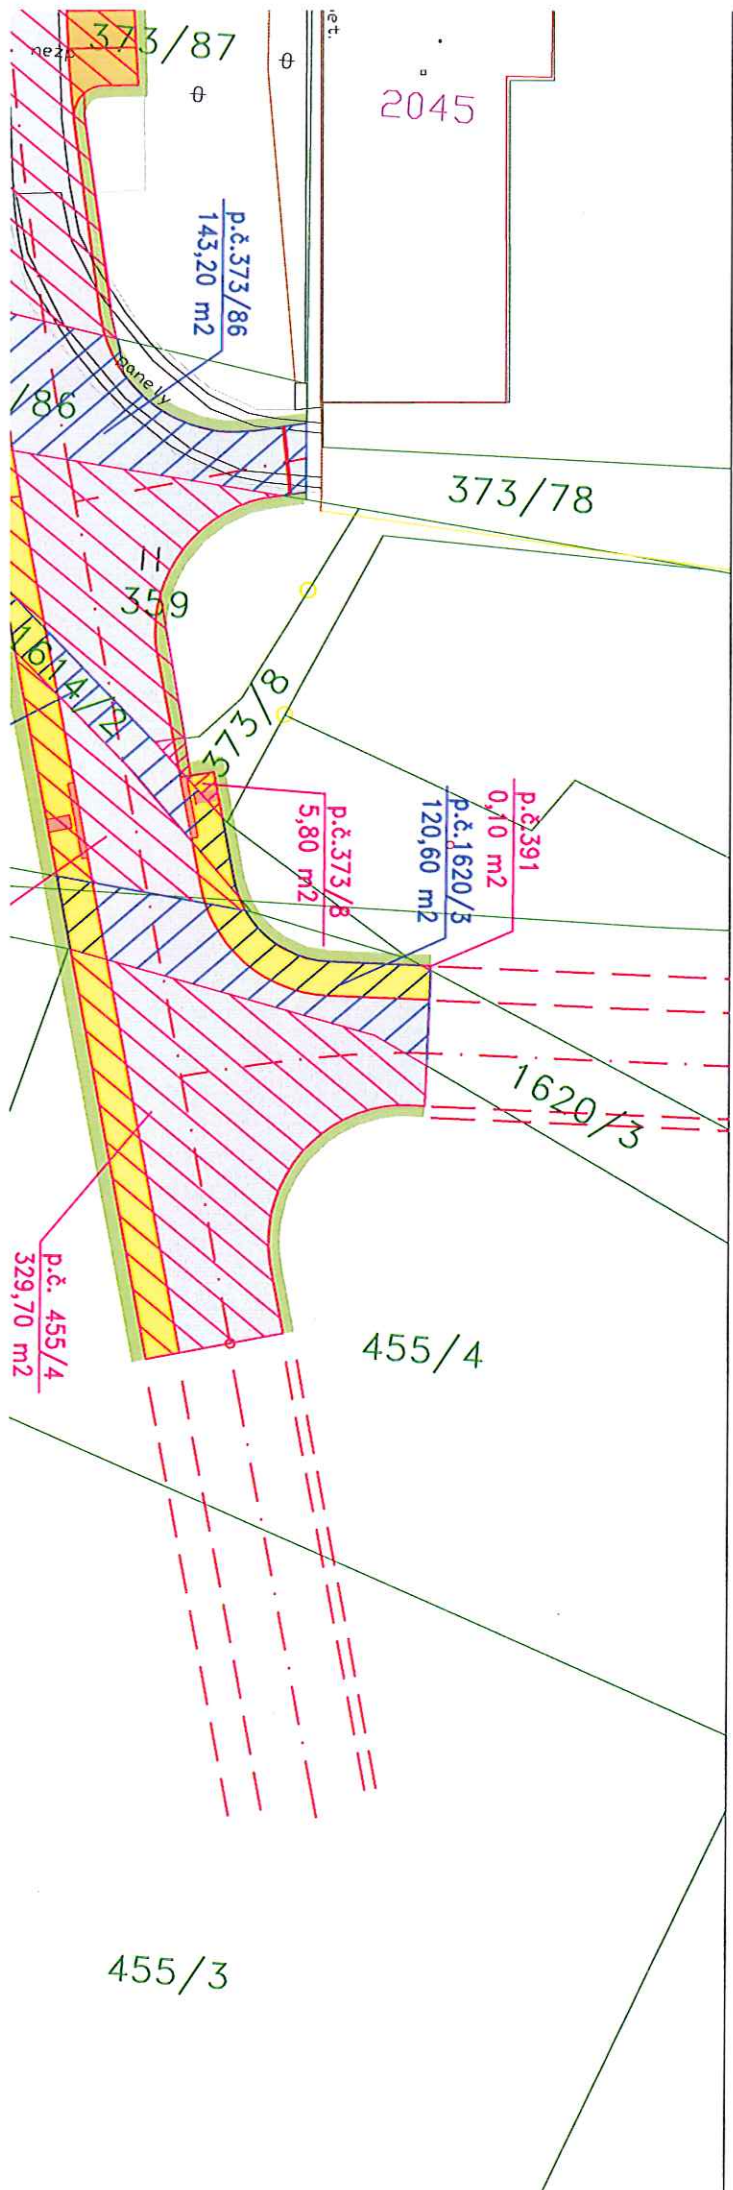 373/87
nezp
et.
2045
p.č.373/86
143,20 m2
panely
/86
373/78
359
1614/2
373/8
p.č.391
0,10 m2
p.č.1620/3
120,60 m2
p.č.373/8
5,80 m2
1620/3
p.č. 455/4
329,70 m2
455/4
455/3